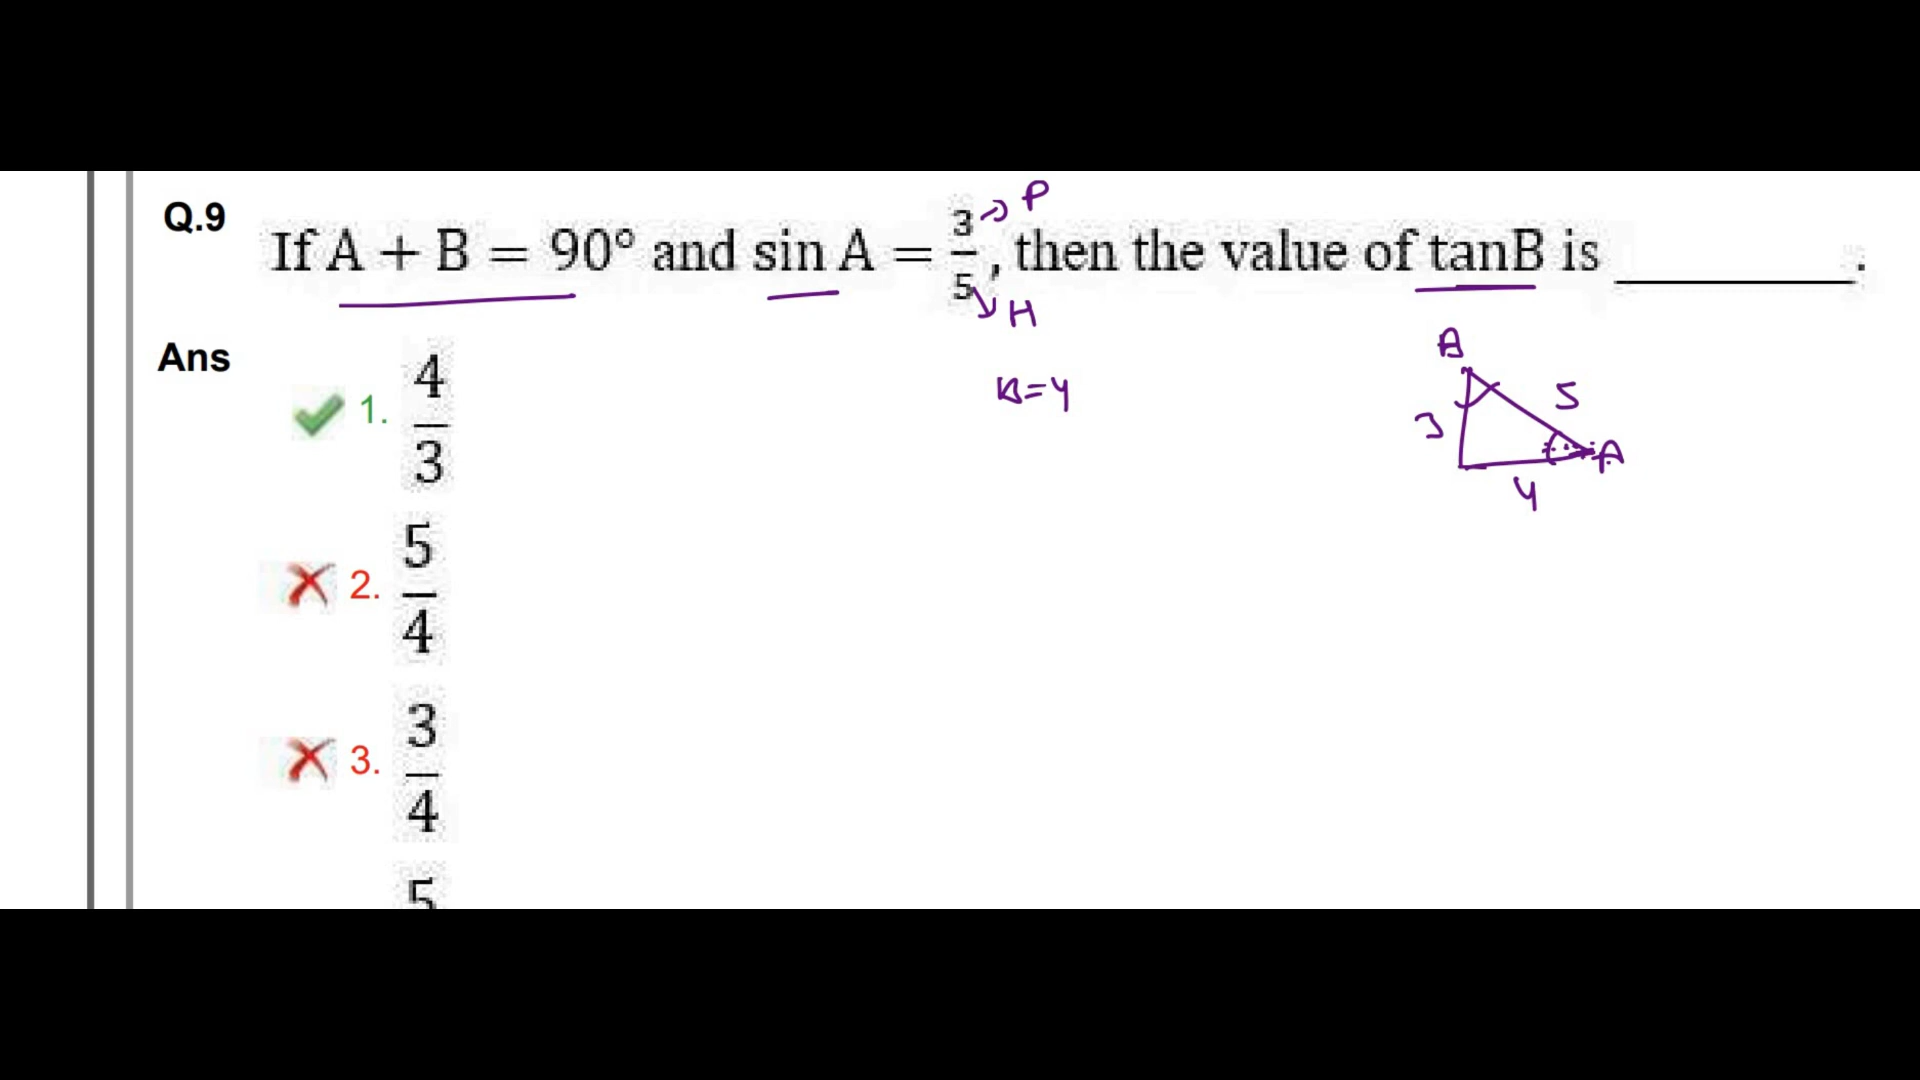 Q.9 If A + B = 90° and sin A = 3/5, then the value of tanB is ________.
P
H
Ans
1. 4/3
B=4
B
3
5
A
4
2. 5/4
3. 3/4
5